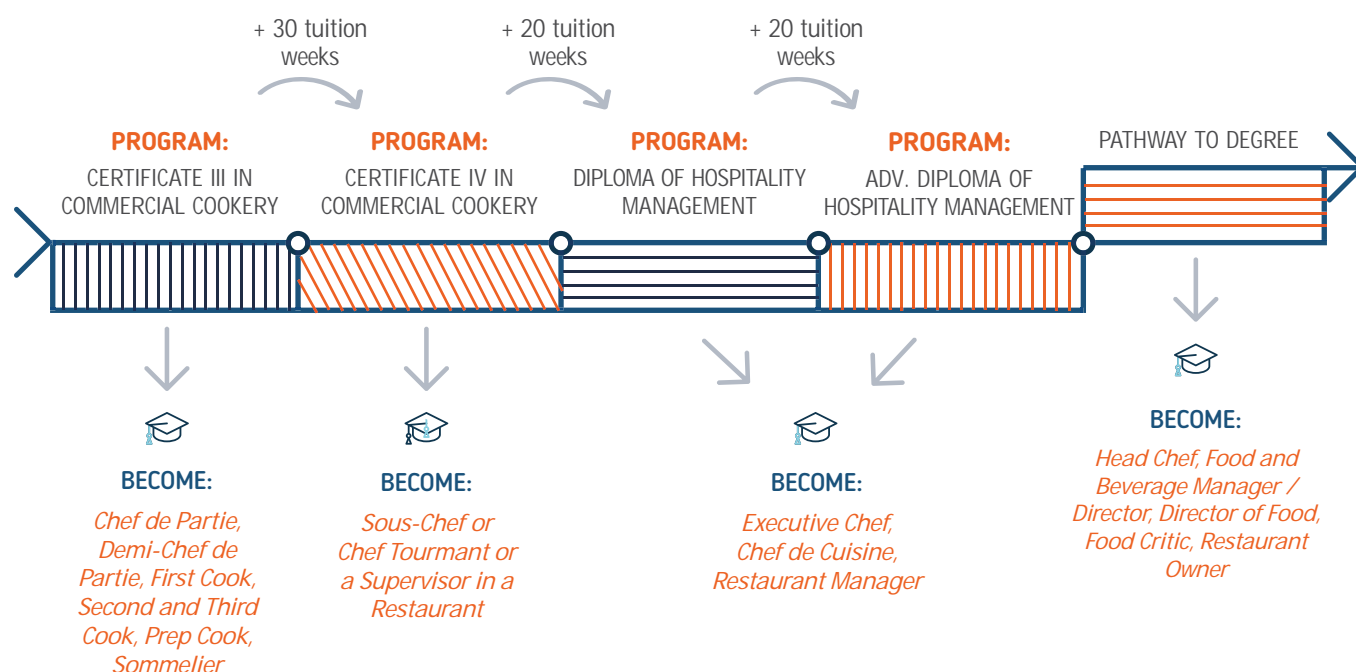 + 30 tuition
weeks
+ 20 tuition
weeks
+ 20 tuition
weeks
PROGRAM:
CERTIFICATE III IN
COMMERCIAL COOKERY
PROGRAM:
CERTIFICATE IV IN
COMMERCIAL COOKERY
PROGRAM:
DIPLOMA OF HOSPITALITY
MANAGEMENT
PROGRAM:
ADV. DIPLOMA OF
HOSPITALITY MANAGEMENT
PATHWAY TO DEGREE
BECOME:
Chef de Partie,
Demi-Chef de
Partie, First Cook,
Second and Third
Cook, Prep Cook,
Sommelier
BECOME:
Sous-Chef or
Chef Tourmant or
a Supervisor in a
Restaurant
BECOME:
Executive Chef,
Chef de Cuisine,
Restaurant Manager
BECOME:
Head Chef, Food and
Beverage Manager /
Director, Director of Food,
Food Critic, Restaurant
Owner